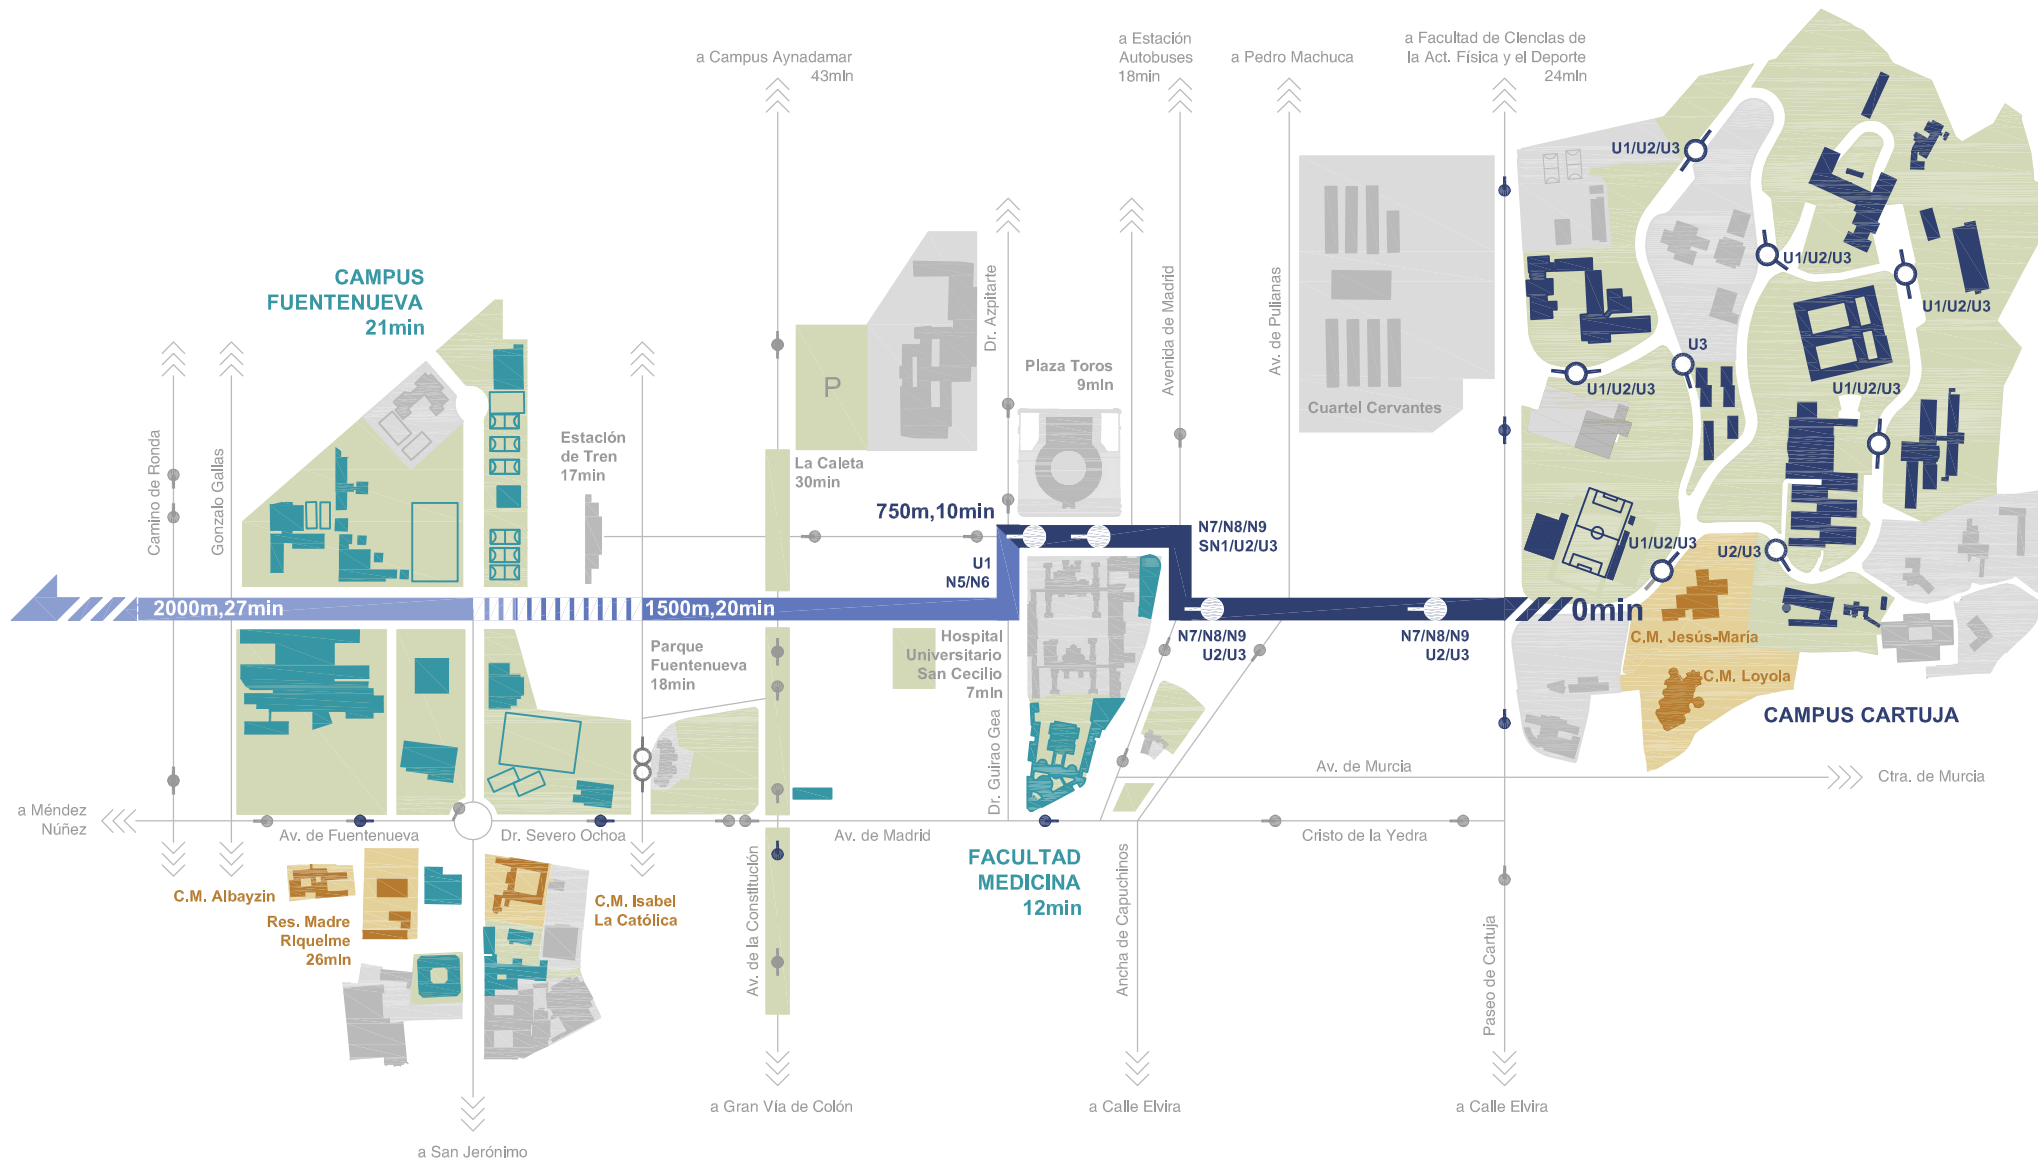 a Campus Aynadamar
43min
a Estación
Autobuses
18min
a Pedro Machuca
a Facultad de Ciencias de
la Act. Física y el Deporte
24min
U1/U2/U3
U1/U2/U3
U1/U2/U3
U3
U1/U2/U3
U1/U2/U3
U1/U2/U3
U2/U3
CAMPUS
FUENTENUEVA
21min
Camino de Ronda
Gonzalo Gallas
Estación
de Tren
17min
P
La Caleta
30min
Dr. Azpitarte
Plaza Toros
9min
Avenida de Madrid
Av. de Pulianas
Cuartel Cervantes
750m,10min
N7/N8/N9
SN1/U2/U3
U1
N5/N6
2000m,27min
1500m,20min
0min
N7/N8/N9
U2/U3
N7/N8/N9
U2/U3
C.M. Jesús-María
C.M. Loyola
CAMPUS CARTUJA
Parque
Fuentenueva
18min
Hospital
Universitario
San Cecilio
7min
Dr. Guirao Gea
Av. de Murcia
Ctra. de Murcia
a Méndez
Núñez
Av. de Fuentenueva
Dr. Severo Ochoa
Av. de Madrid
Cristo de la Yedra
C.M. Albayzin
Res. Madre
Riquelme
26min
C.M. Isabel
La Católica
Av. de la Constitución
FACULTAD
MEDICINA
12min
Ancha de Capuchinos
Paseo de Cartuja
a Gran Vía de Colón
a Calle Elvira
a Calle Elvira
a San Jerónimo